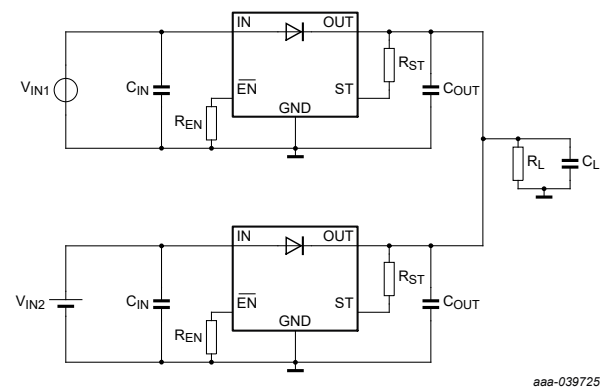 IN OUT
VIN1
CIN
EN
ST
RST
COUT
REN
GND
RL
CL
IN OUT
VIN2
CIN
EN
ST
RST
COUT
REN
GND
aaa-039725